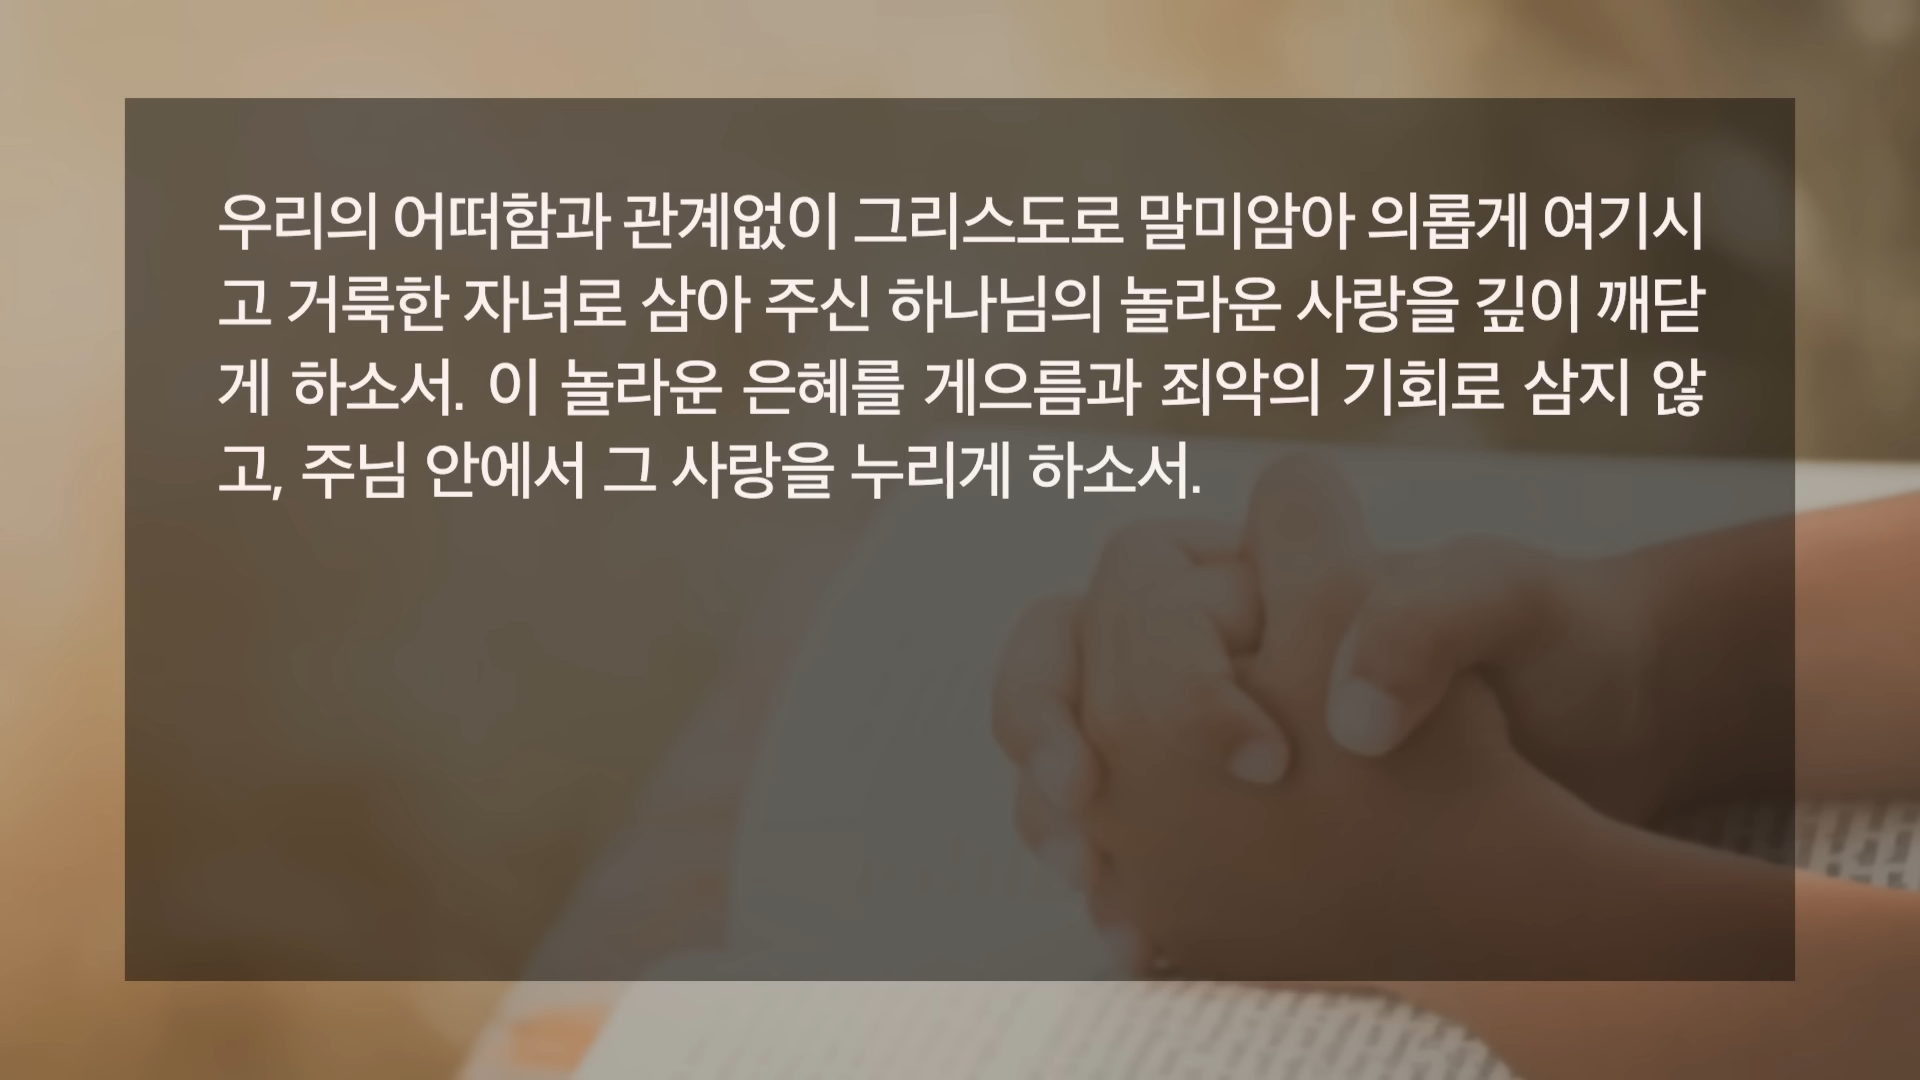 우리의 어떠함과 관계없이 그리스도로 말미암아 의롭게 여기시
고 거룩한 자녀로 삼아 주신 하나님의 놀라운 사랑을 깊이 깨닫
게 하소서. 이 놀라운 은혜를 게으름과 죄악의 기회로 삼지 않
고, 주님 안에서 그 사랑을 누리게 하소서.